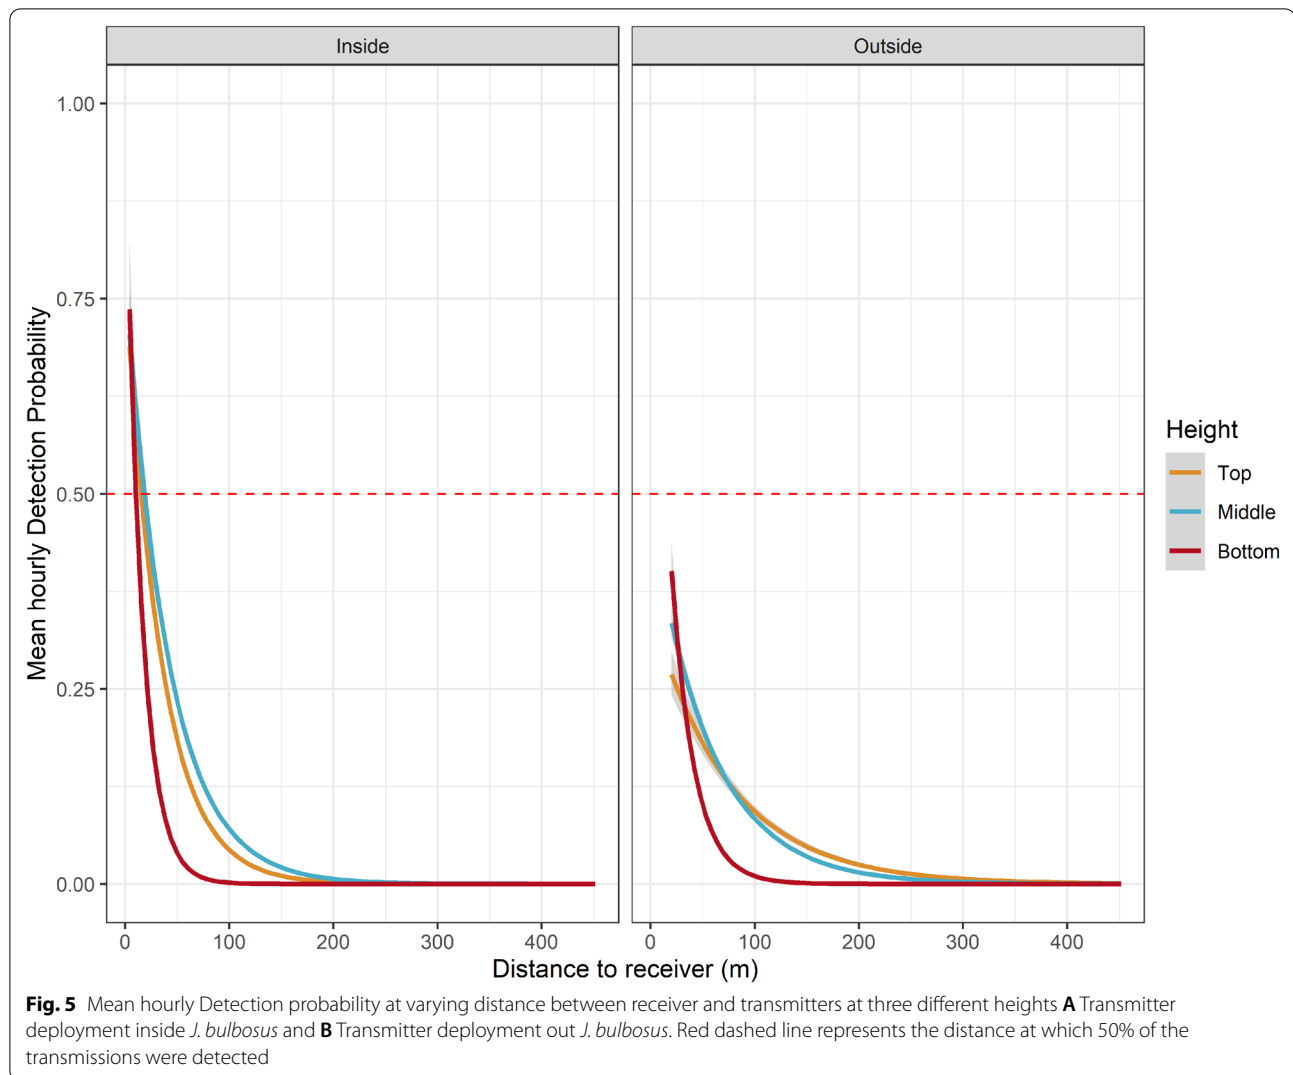 Inside
Outside
Mean hourly Detection Probability
1.00
0.75
0.50
0.25
0.00
0 100 200 300 400
0 100 200 300 400
Distance to receiver (m)
Height
Top
Middle
Bottom
Fig. 5 Mean hourly Detection probability at varying distance between receiver and transmitters at three different heights A Transmitter
deployment inside J. bulbosus and B Transmitter deployment out J. bulbosus. Red dashed line represents the distance at which 50% of the
transmissions were detected